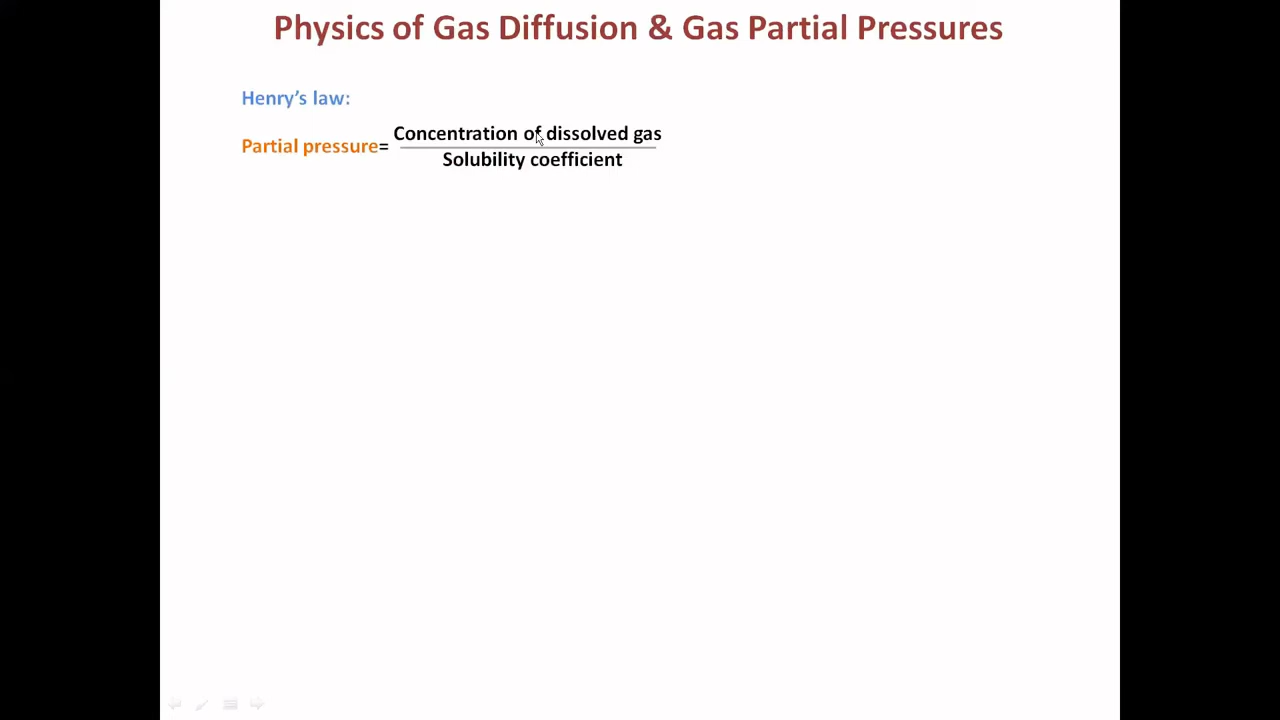 Physics of Gas Diffusion & Gas Partial Pressures
Henry's law:
Partial pressure= Concentration of dissolved gas
Solubility coefficient